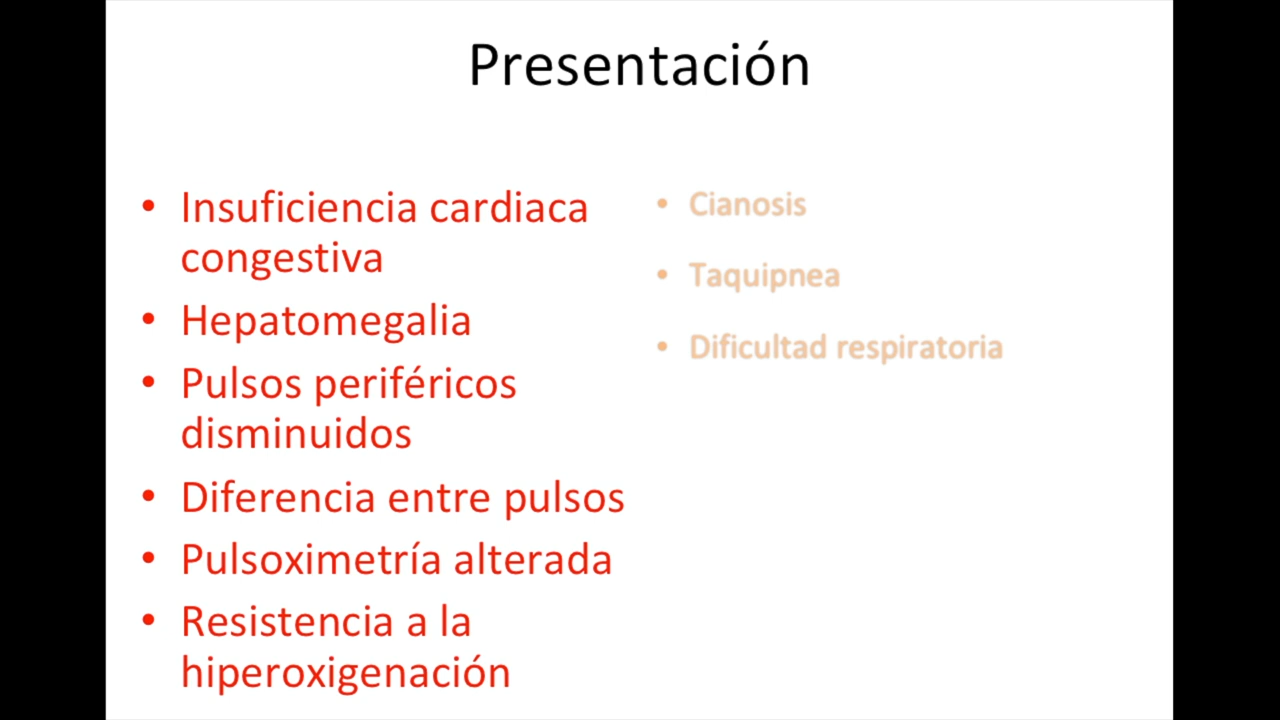 Presentación
• Insuficiencia cardiaca
congestiva
• Hepatomegalia
• Pulsos periféricos
disminuidos
• Diferencia entre pulsos
• Pulsoximetría alterada
• Resistencia a la
hiperoxigenación
• Cianosis
• Taquipnea
• Dificultad respiratoria